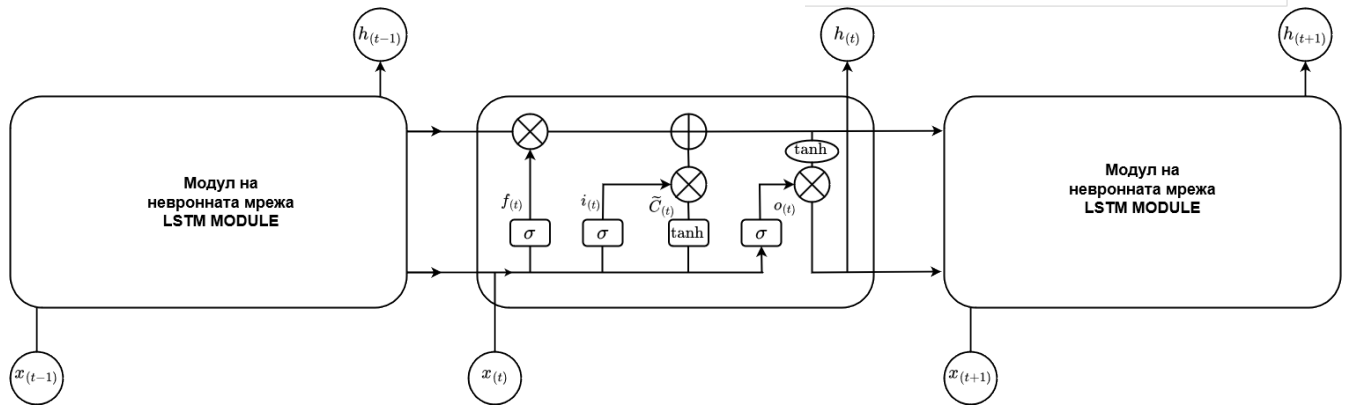 h(t−1)
h(t)
h(t+1)
Модул на
невронната мрежа
LSTM MODULE
f(t)
i(t)
C̃(t)
o(t)
tanh
σ
σ
tanh
σ
Модул на
невронната мрежа
LSTM MODULE
x(t−1)
x(t)
x(t+1)